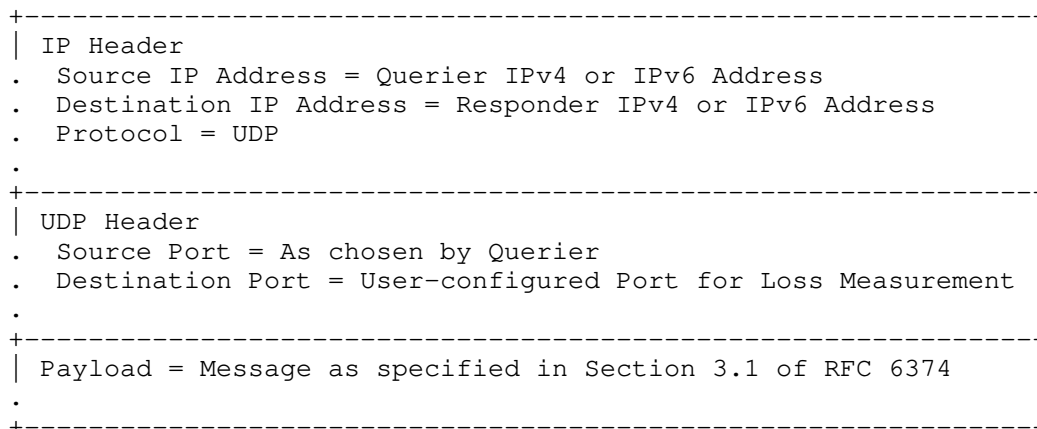 +---------------------------------------------------------------
| IP Header
. Source IP Address = Querier IPv4 or IPv6 Address
. Destination IP Address = Responder IPv4 or IPv6 Address
. Protocol = UDP
.
+---------------------------------------------------------------
| UDP Header
. Source Port = As chosen by Querier
. Destination Port = User-configured Port for Loss Measurement
.
+---------------------------------------------------------------
| Payload = Message as specified in Section 3.1 of RFC 6374
.
+---------------------------------------------------------------